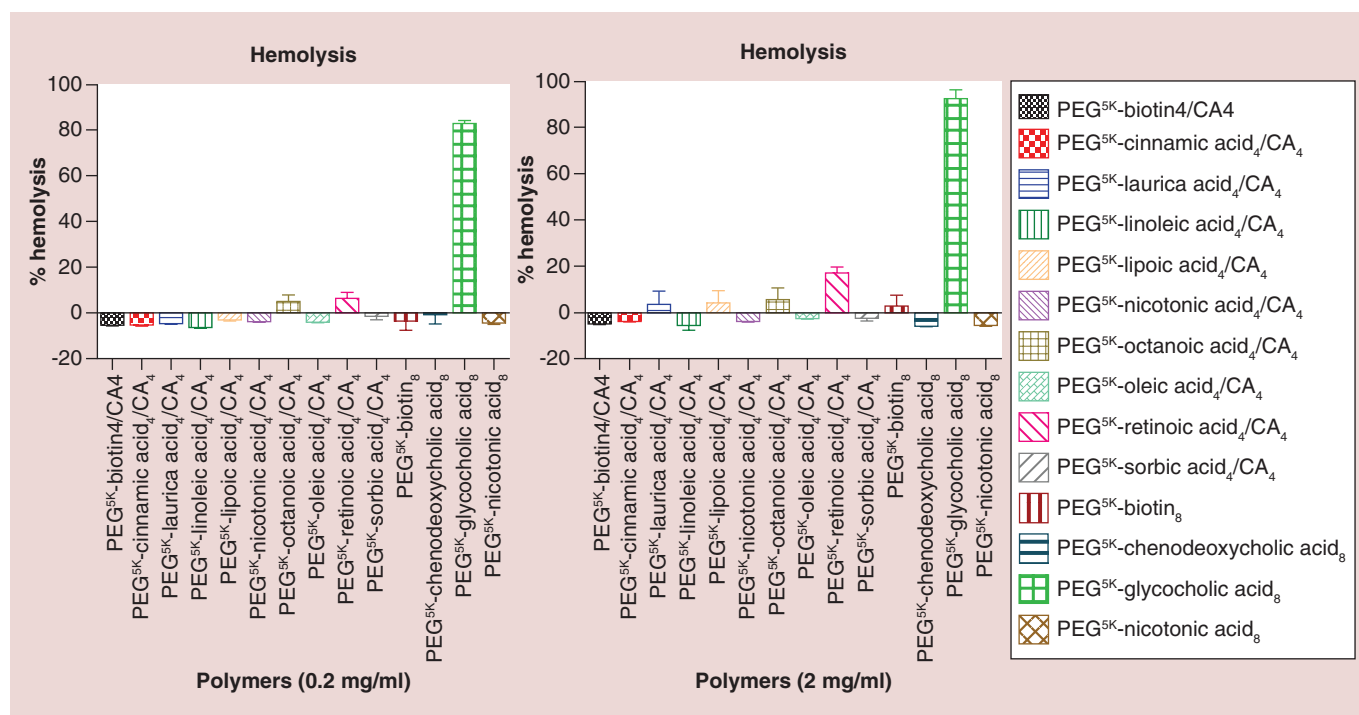 Hemolysis
% hemolysis
100
80
60
40
20
0
-20
PEG5K-biotin4/CA4
PEG5K-cinnamic acid4/CA4
PEG5K-laurica acid4/CA4
PEG5K-linoleic acid4/CA4
PEG5K-lipoic acid4/CA4
PEG5K-nicotonic acid4/CA4
PEG5K-octanoic acid4/CA4
PEG5K-oleic acid4/CA4
PEG5K-retinoic acid4/CA4
PEG5K-sorbic acid4/CA4
PEG5K-biotin8
PEG5K-chenodeoxycholic acid8
PEG5K-glycocholic acid8
PEG5K-nicotonic acid8
Polymers (0.2 mg/ml)
Hemolysis
% hemolysis
100
80
60
40
20
0
-20
PEG5K-biotin4/CA4
PEG5K-cinnamic acid4/CA4
PEG5K-laurica acid4/CA4
PEG5K-linoleic acid4/CA4
PEG5K-lipoic acid4/CA4
PEG5K-nicotonic acid4/CA4
PEG5K-octanoic acid4/CA4
PEG5K-oleic acid4/CA4
PEG5K-retinoic acid4/CA4
PEG5K-sorbic acid4/CA4
PEG5K-biotin8
PEG5K-chenodeoxycholic acid8
PEG5K-glycocholic acid8
PEG5K-nicotonic acid8
Polymers (2 mg/ml)
PEG5K-biotin4/CA4
PEG5K-cinnamic acid4/CA4
PEG5K-laurica acid4/CA4
PEG5K-linoleic acid4/CA4
PEG5K-lipoic acid4/CA4
PEG5K-nicotonic acid4/CA4
PEG5K-octanoic acid4/CA4
PEG5K-oleic acid4/CA4
PEG5K-retinoic acid4/CA4
PEG5K-sorbic acid4/CA4
PEG5K-biotin8
PEG5K-chenodeoxycholic acid8
PEG5K-glycocholic acid8
PEG5K-nicotonic acid8